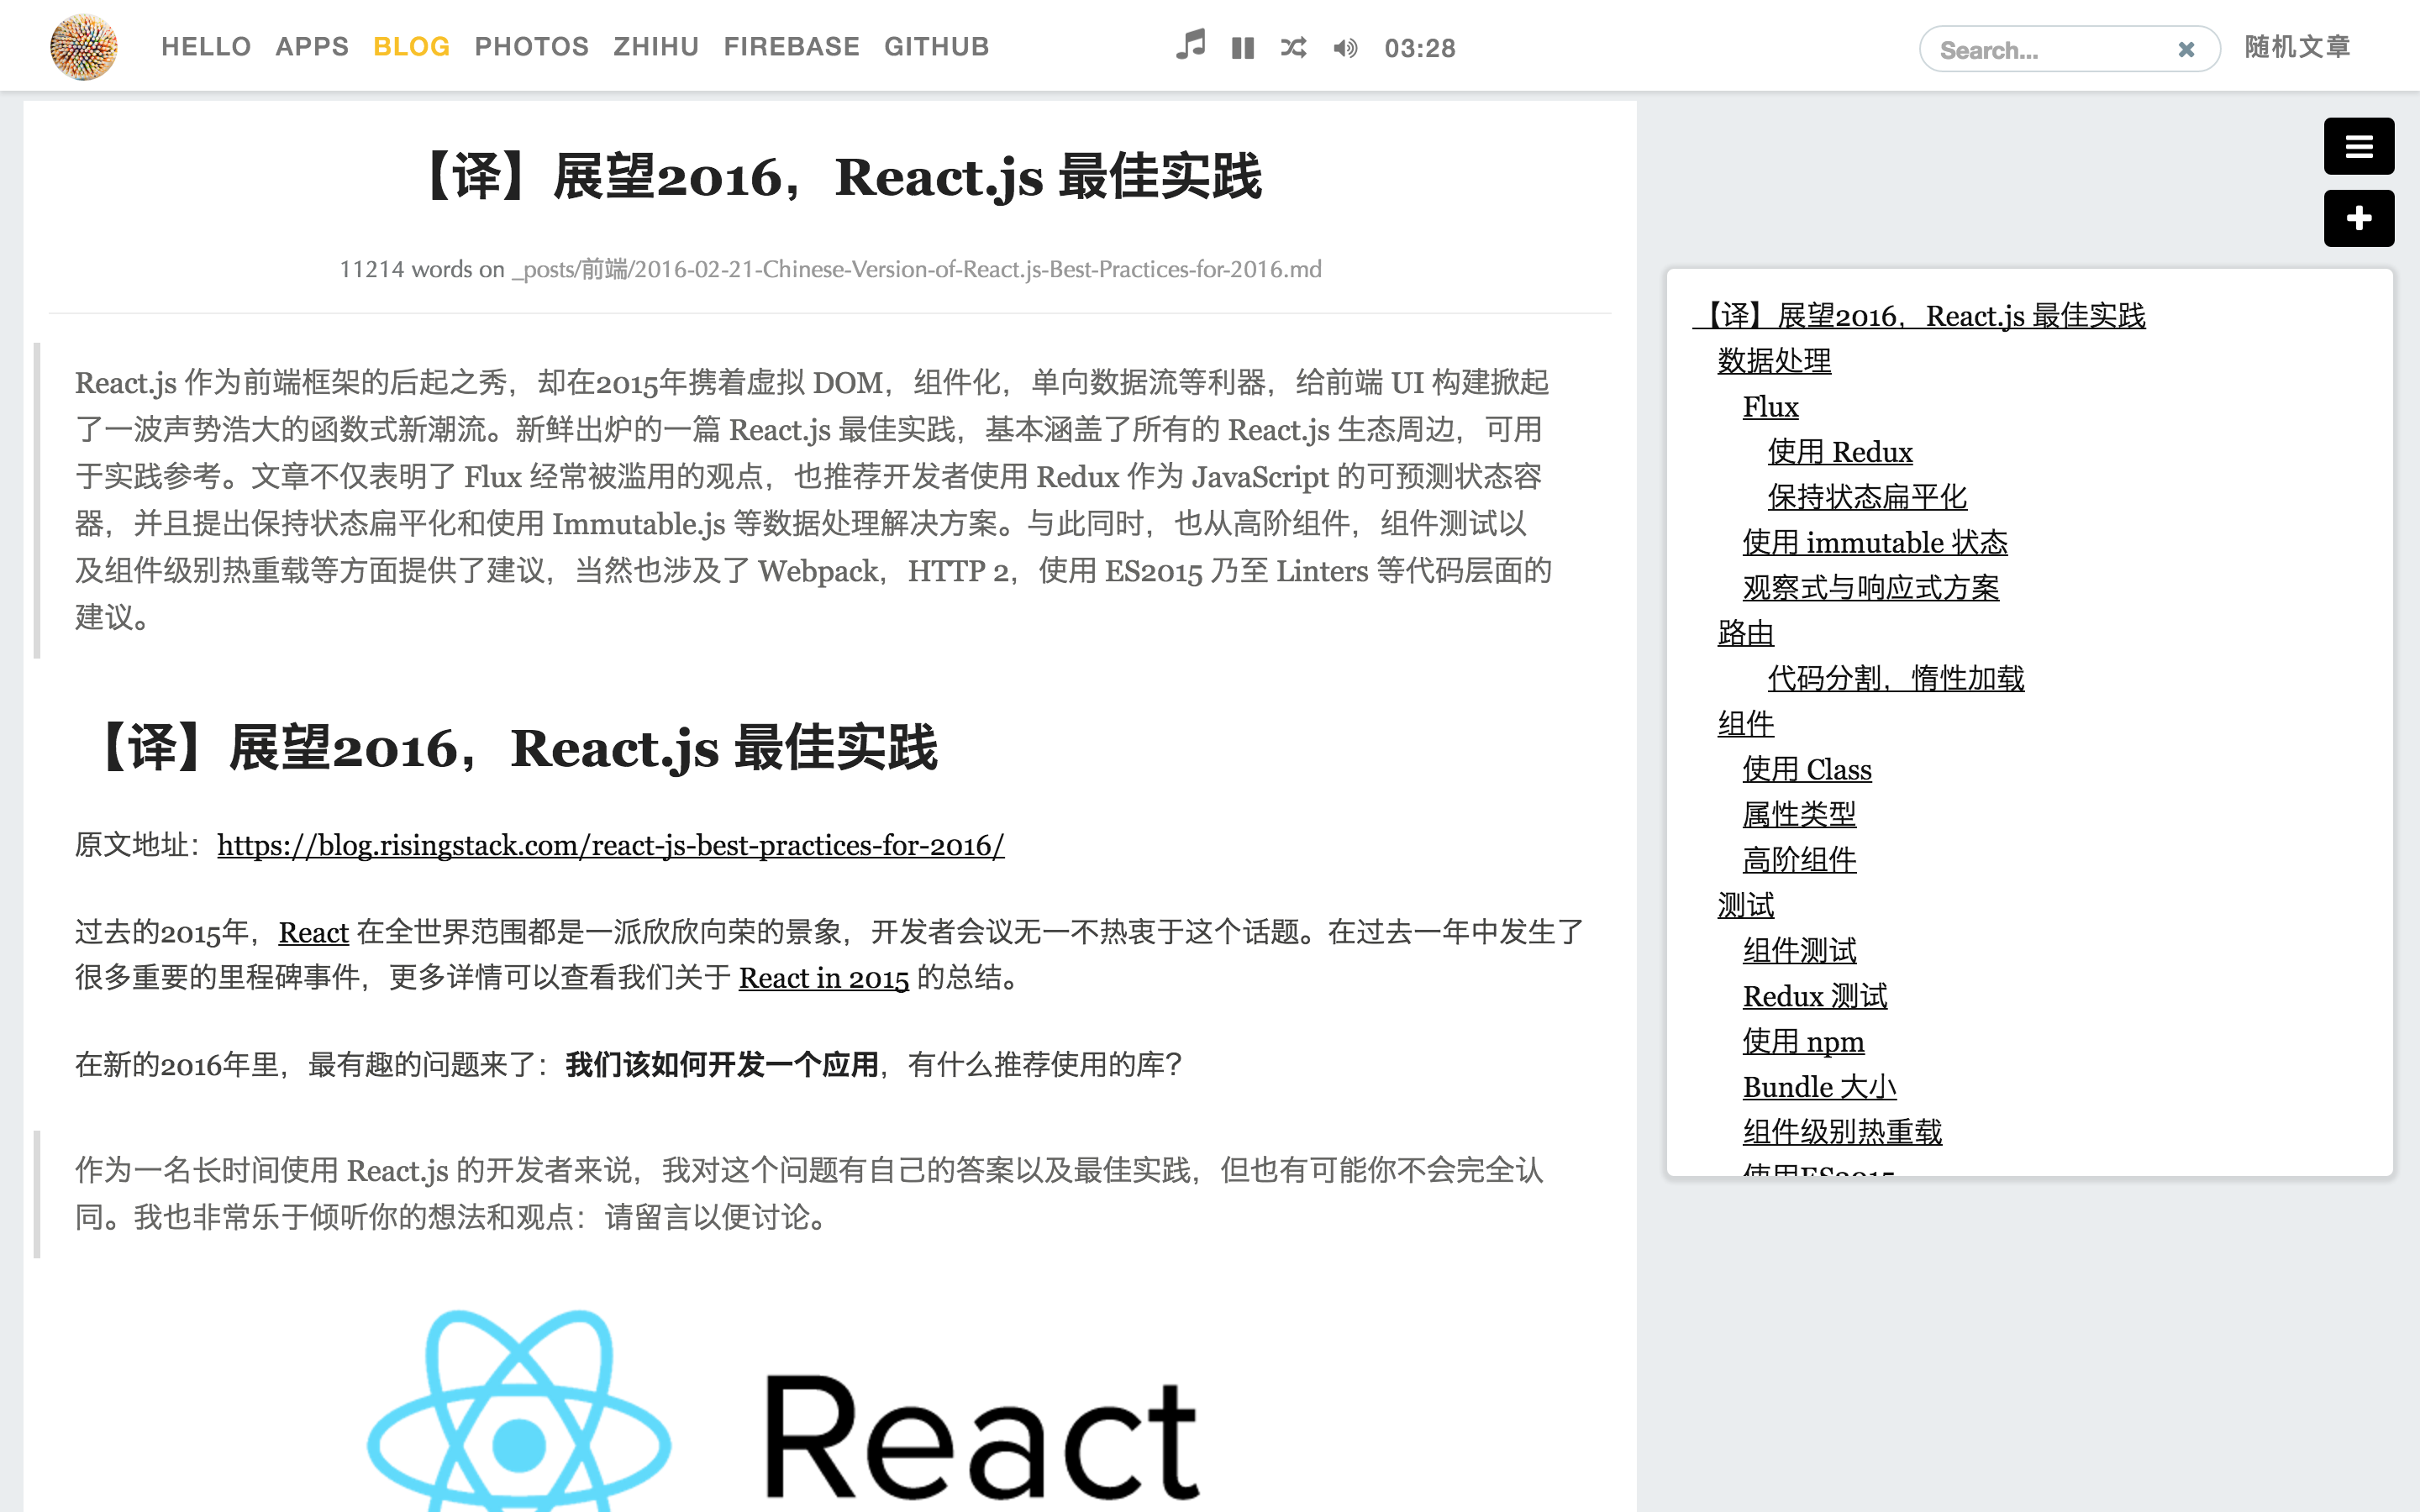 HELLO APPS BLOG PHOTOS ZHIHU FIREBASE GITHUB 03:28 Search... 随机文章
【译】展望2016，React.js 最佳实践
11214 words on _posts/前端/2016-02-21-Chinese-Version-of-React.js-Best-Practices-for-2016.md
React.js 作为前端框架的后起之秀，却在2015年携着虚拟 DOM，组件化，单向数据流等利器，给前端 UI 构建掀起
了一波声势浩大的函数式新潮流。新鲜出炉的一篇 React.js 最佳实践，基本涵盖了所有的 React.js 生态周边，可用
于实践参考。文章不仅表明了 Flux 经常被滥用的观点，也推荐开发者使用 Redux 作为 JavaScript 的可预测状态容
器，并且提出保持状态扁平化和使用 Immutable.js 等数据处理解决方案。与此同时，也从高阶组件，组件测试以
及组件级别热重载等方面提供了建议，当然也涉及了 Webpack，HTTP 2，使用 ES2015 乃至 Linters 等代码层面的
建议。
【译】展望2016，React.js 最佳实践
原文地址：https://blog.risingstack.com/react-js-best-practices-for-2016/
过去的2015年，React 在全世界范围都是一派欣欣向荣的景象，开发者会议无一不热衷于这个话题。在过去一年中发生了
很多重要的里程碑事件，更多详情可以查看我们关于 React in 2015 的总结。
在新的2016年里，最有趣的问题来了：我们该如何开发一个应用，有什么推荐使用的库？
作为一名长时间使用 React.js 的开发者来说，我对这个问题有自己的答案以及最佳实践，但也有可能你不会完全认
同。我也非常乐于倾听你的想法和观点：请留言以便讨论。
React
【译】展望2016，React.js 最佳实践
数据处理
Flux
使用 Redux
保持状态扁平化
使用 immutable 状态
观察式与响应式方案
路由
代码分割，惰性加载
组件
使用 Class
属性类型
高阶组件
测试
组件测试
Redux 测试
使用 npm
Bundle 大小
组件级别热重载
使用ES2015